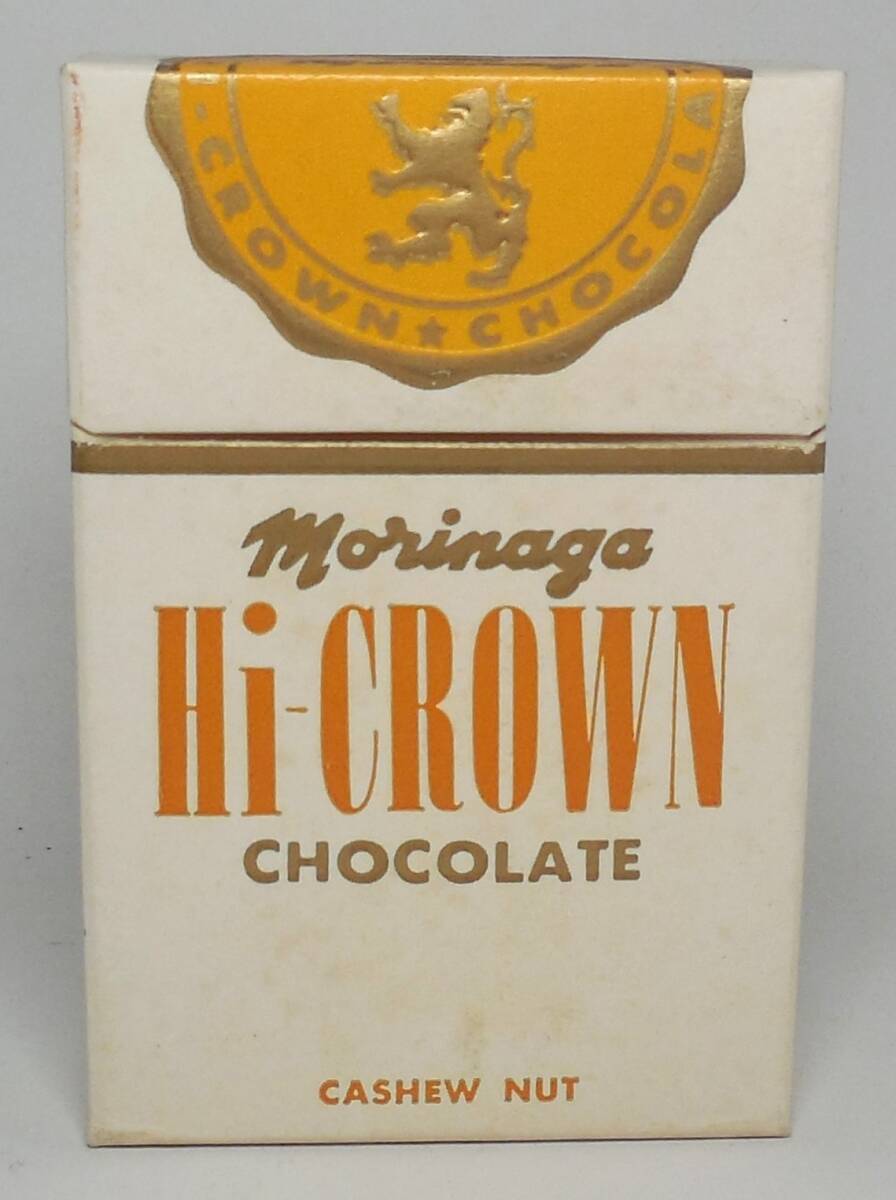 -CROWN★CHOCOLA
Morinaga
Hi-CROWN
CHOCOLATE
CASHEW NUT